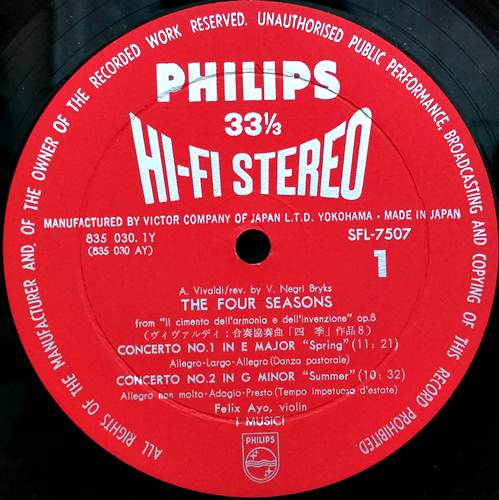 ALL RIGHTS OF THE MANUFACTURER AND, OF THE OWNER OF THE RECORDED WORK RESERVED. UNAUTHORISED PUBLIC PERFORMANCE, BROADCASTING AND COPYING OF THIS RECORD PROHIBITED.
PHILIPS
33⅓
HI-FI STEREO
MANUFACTURED BY VICTOR COMPANY OF JAPAN L.T.D. YOKOHAMA • MADE IN JAPAN
835 030.1Y
(835 030 AY)
SFL-7507
1
A. Vivaldi/rev. by V. Negri Bryks
THE FOUR SEASONS
from "Il cimento dell'armonia e dell'invenzione" op.8
(ヴィヴァルディ:合奏協奏曲「四 季」作品8)
CONCERTO NO.1 IN E MAJOR "Spring" (11:21)
Allegro-Largo-Allegro (Danza pastorale)
CONCERTO NO.2 IN G MINOR "Summer" (10:32)
Allegro non molto-Adagio-Presto (Tempo impetuoso d'estate)
Felix Ayo, violin
I MUSICI
PHILIPS